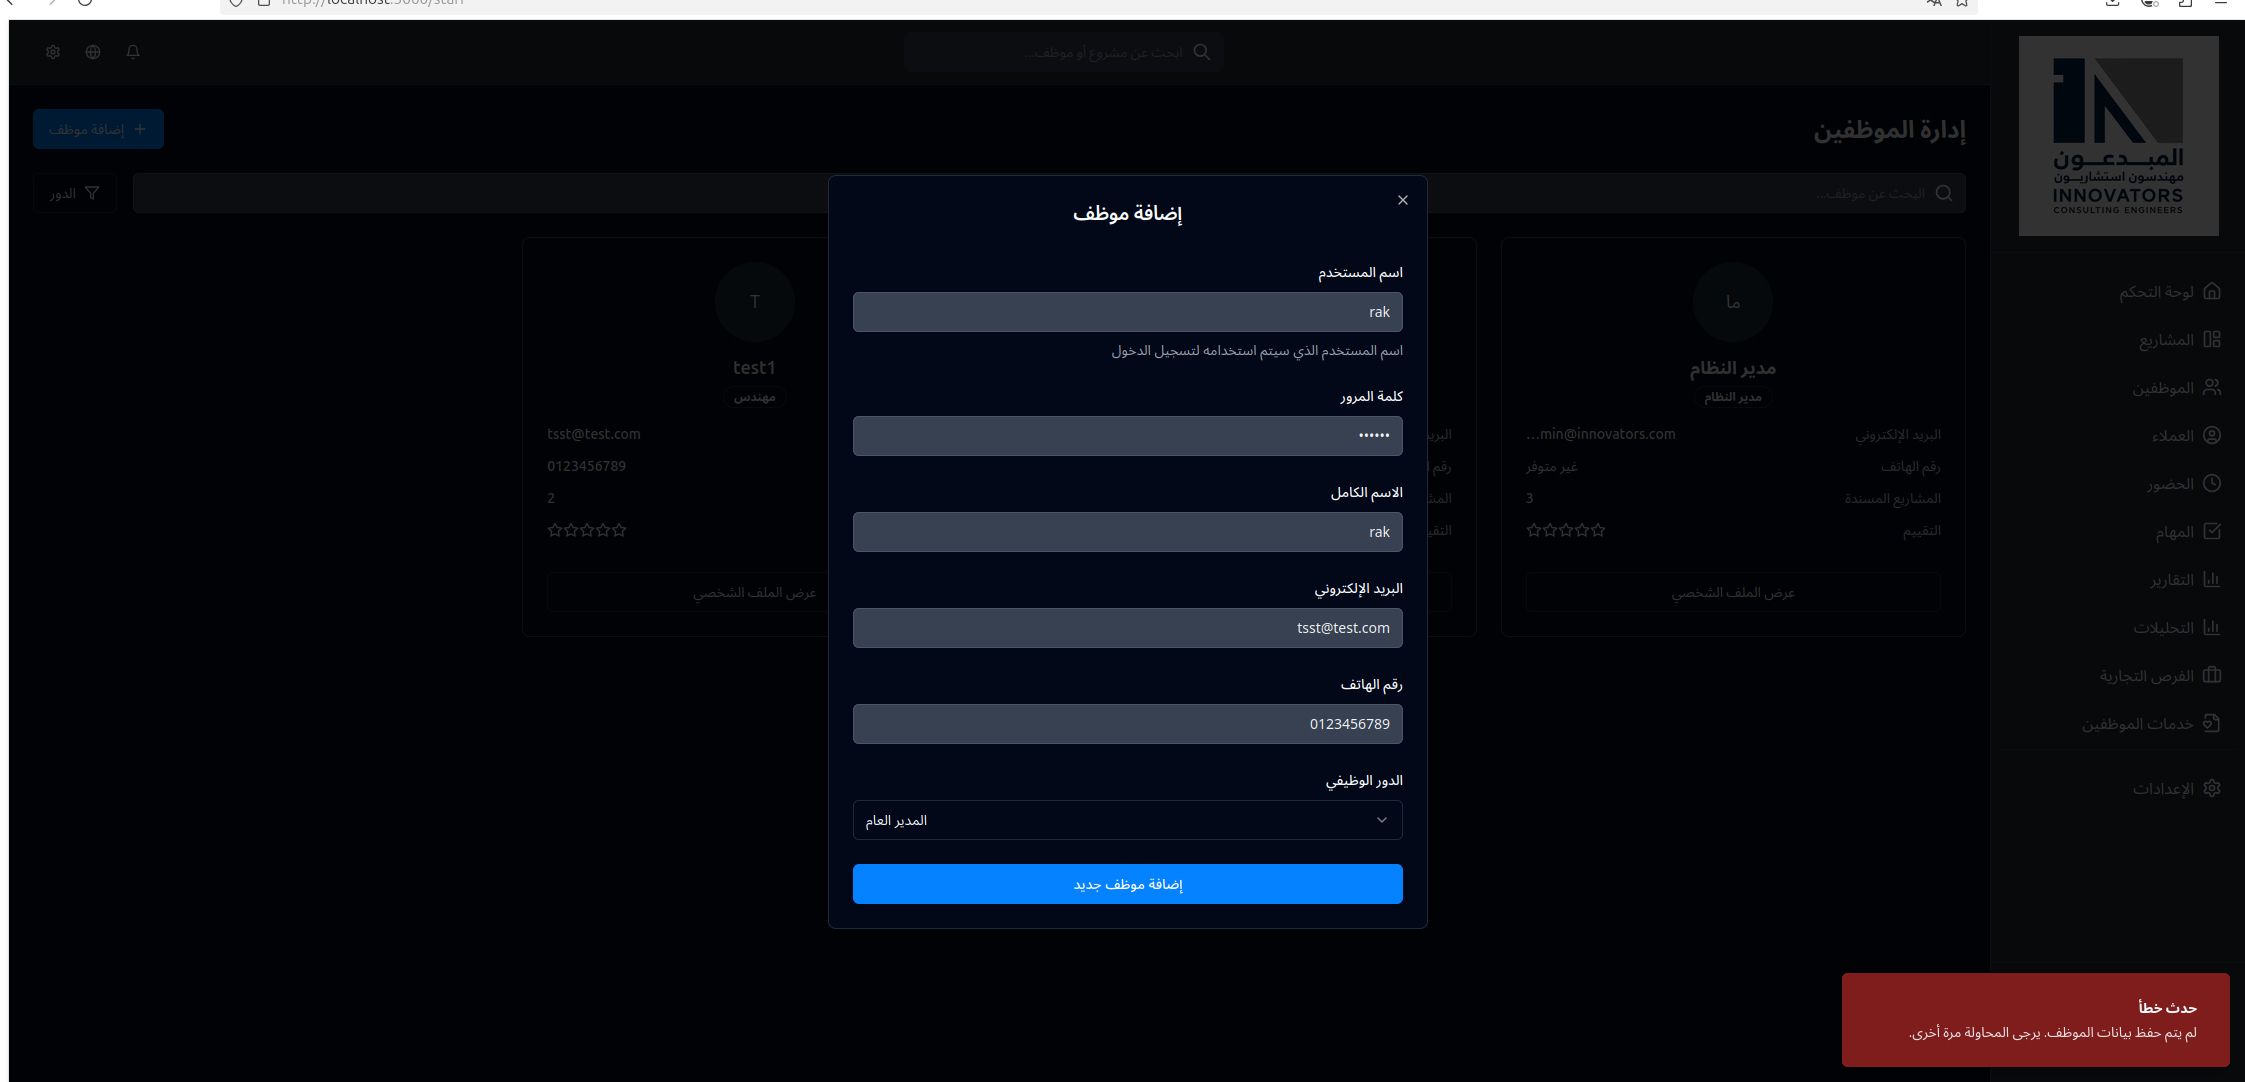 http://localhost:5000/staff
ابحث عن مشروع أو موظف...
المبدعون
مهندسون استشاريون
INNOVATORS
CONSULTING ENGINEERS
إدارة الموظفين
إضافة موظف
البحث عن موظف...
الدور
لوحة التحكم
المشاريع
الموظفين
العملاء
الحضور
المهام
التقارير
التحليلات
الفرص التجارية
خدمات الموظفين
الإعدادات
ما
مدير النظام
مدير النظام
البريد الإلكتروني
...min@innovators.com
رقم الهاتف
غير متوفر
المشاريع المسندة
3
التقييم
عرض الملف الشخصي
T
test1
مهندس
tsst@test.com
0123456789
2
عرض الملف الشخصي
إضافة موظف
اسم المستخدم
rak
اسم المستخدم الذي سيتم استخدامه لتسجيل الدخول
كلمة المرور
••••••
الاسم الكامل
rak
البريد الإلكتروني
tsst@test.com
رقم الهاتف
0123456789
الدور الوظيفي
المدير العام
إضافة موظف جديد
حدث خطأ
لم يتم حفظ بيانات الموظف. يرجى المحاولة مرة أخرى.